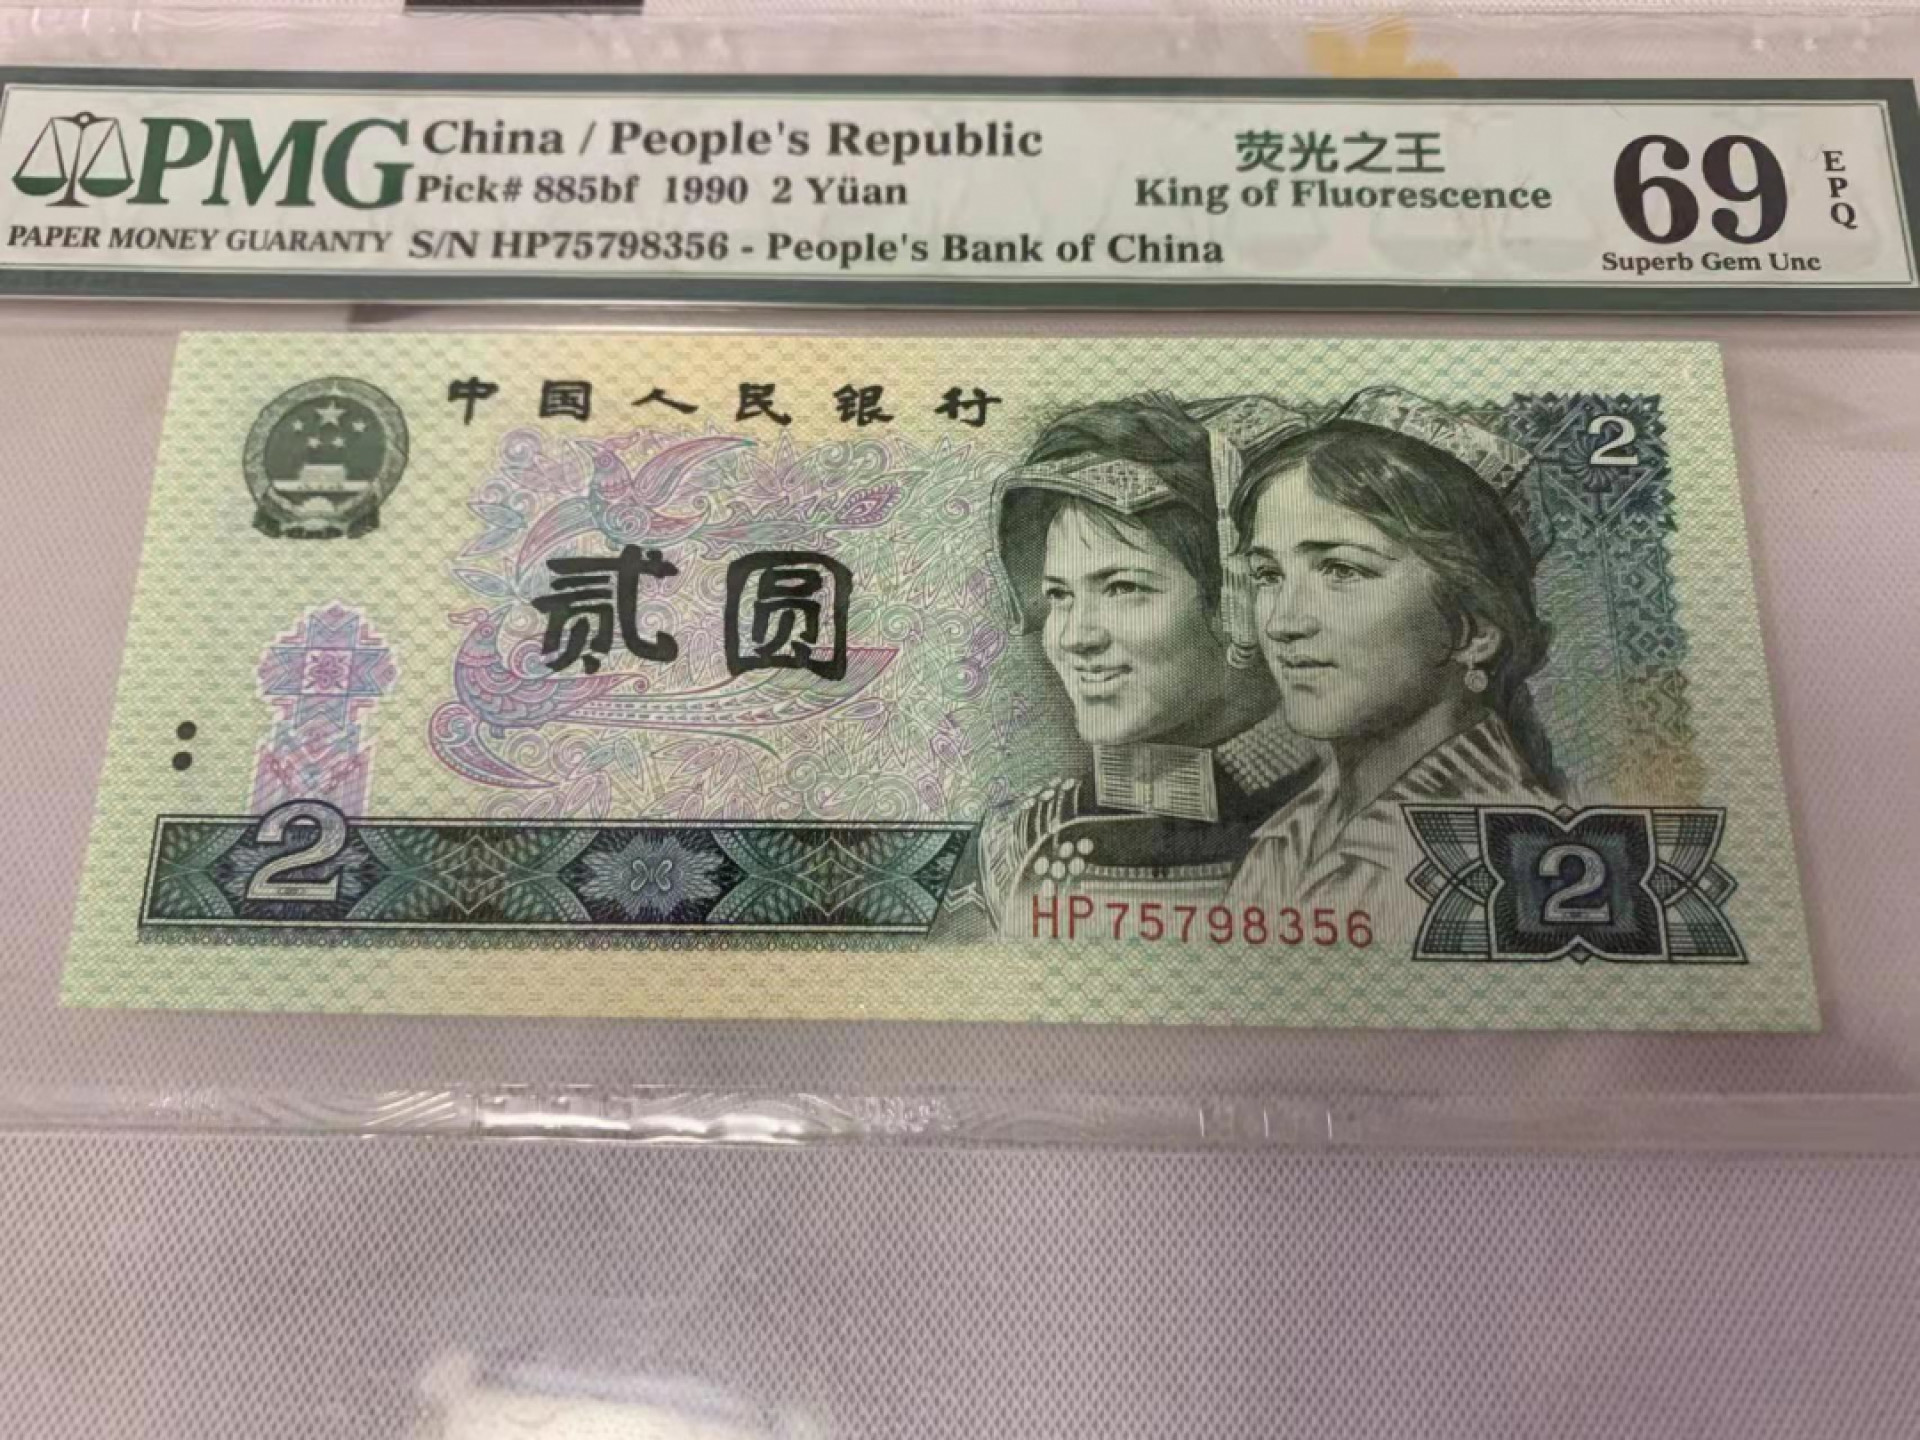 PMG
PAPER MONEY GUARANTY
China / People's Republic
Pick# 885bf 1990 2 Yüan
S/N HP75798356 - People's Bank of China
荧光之王
King of Fluorescence
69
EPQ
Superb Gem Unc
中国人民银行
2
贰圆
2
HP75798356
2